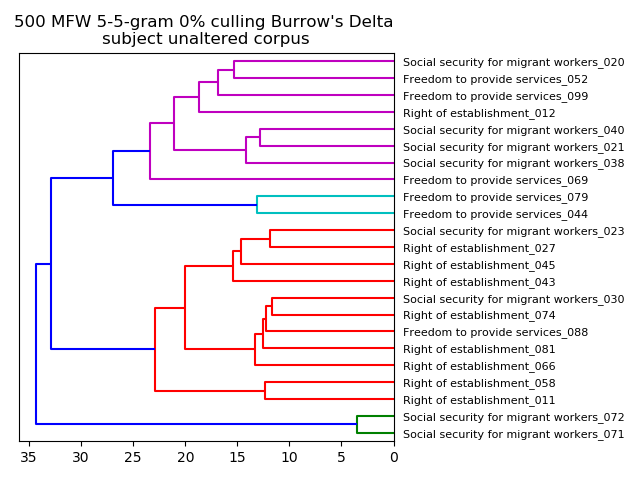 500 MFW 5-5-gram 0% culling Burrow's Delta
subject unaltered corpus
Social security for migrant workers_020
Freedom to provide services_052
Freedom to provide services_099
Right of establishment_012
Social security for migrant workers_040
Social security for migrant workers_021
Social security for migrant workers_038
Freedom to provide services_069
Freedom to provide services_079
Freedom to provide services_044
Social security for migrant workers_023
Right of establishment_027
Right of establishment_045
Right of establishment_043
Social security for migrant workers_030
Right of establishment_074
Freedom to provide services_088
Right of establishment_081
Right of establishment_066
Right of establishment_058
Right of establishment_011
Social security for migrant workers_072
Social security for migrant workers_071
35 30 25 20 15 10 5 0